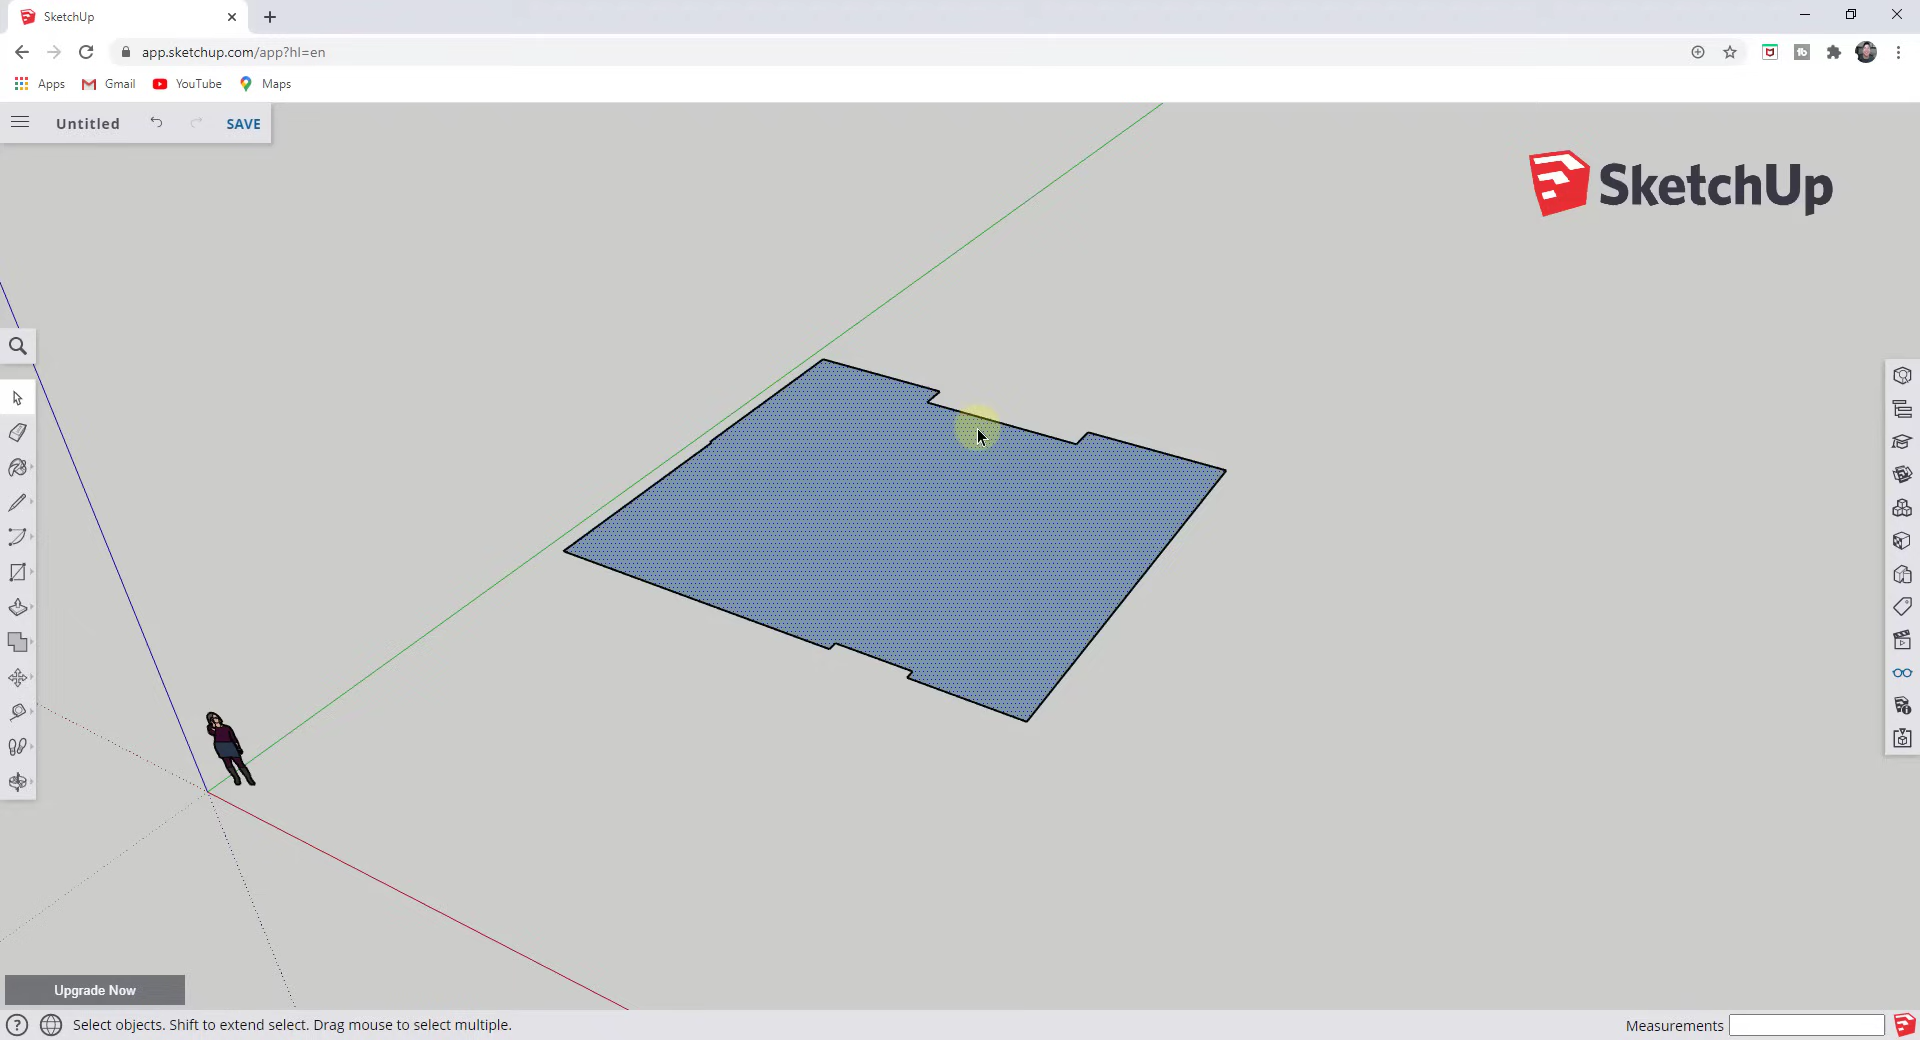 SketchUp
app.sketchup.com/app?hl=en
Apps Gmail YouTube Maps
Untitled SAVE
SketchUp
Upgrade Now
Select objects. Shift to extend select. Drag mouse to select multiple.
Measurements